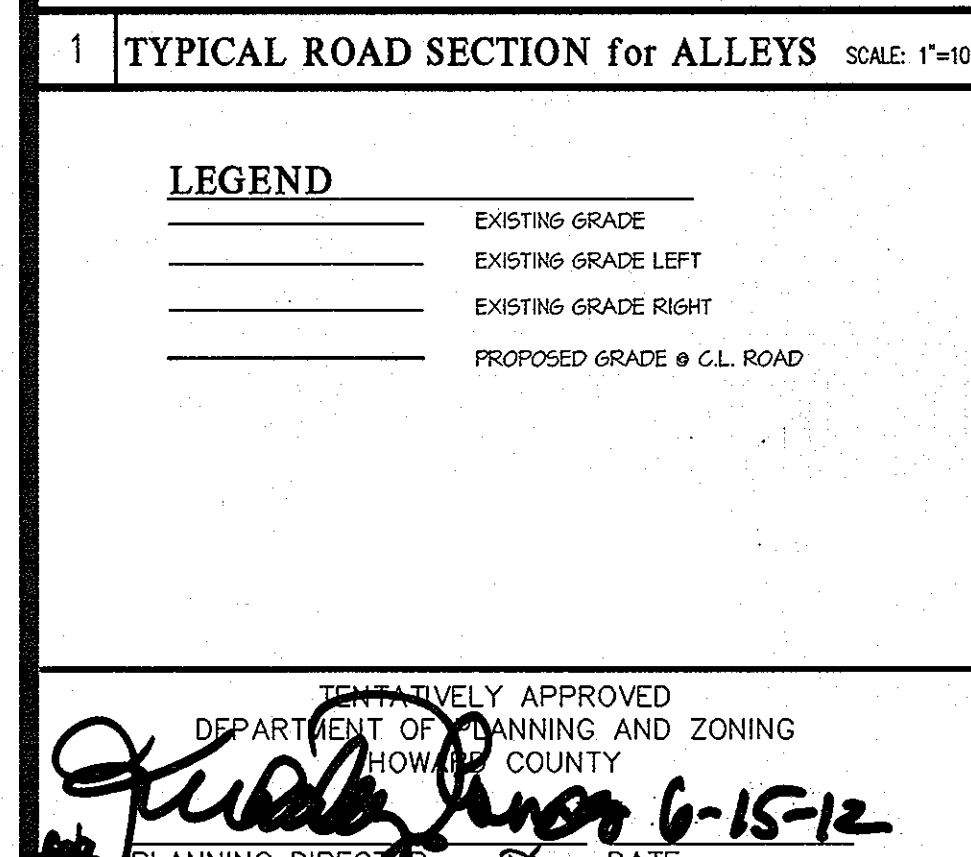 1 TYPICAL ROAD SECTION for ALLEYS SCALE: 1"=10
LEGEND
EXISTING GRADE
EXISTING GRADE LEFT
EXISTING GRADE RIGHT
PROPOSED GRADE @ C.L. ROAD
TENTATIVELY APPROVED
DEPARTMENT OF PLANNING AND ZONING
HOWARD COUNTY
6-15-12
PLANNING DIRECTOR DATE